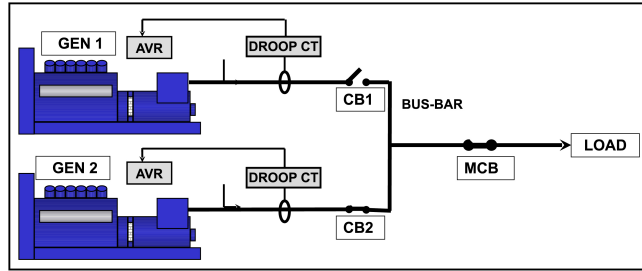 GEN 1
AVR
DROOP CT
CB1
BUS-BAR
GEN 2
AVR
DROOP CT
CB2
MCB
LOAD